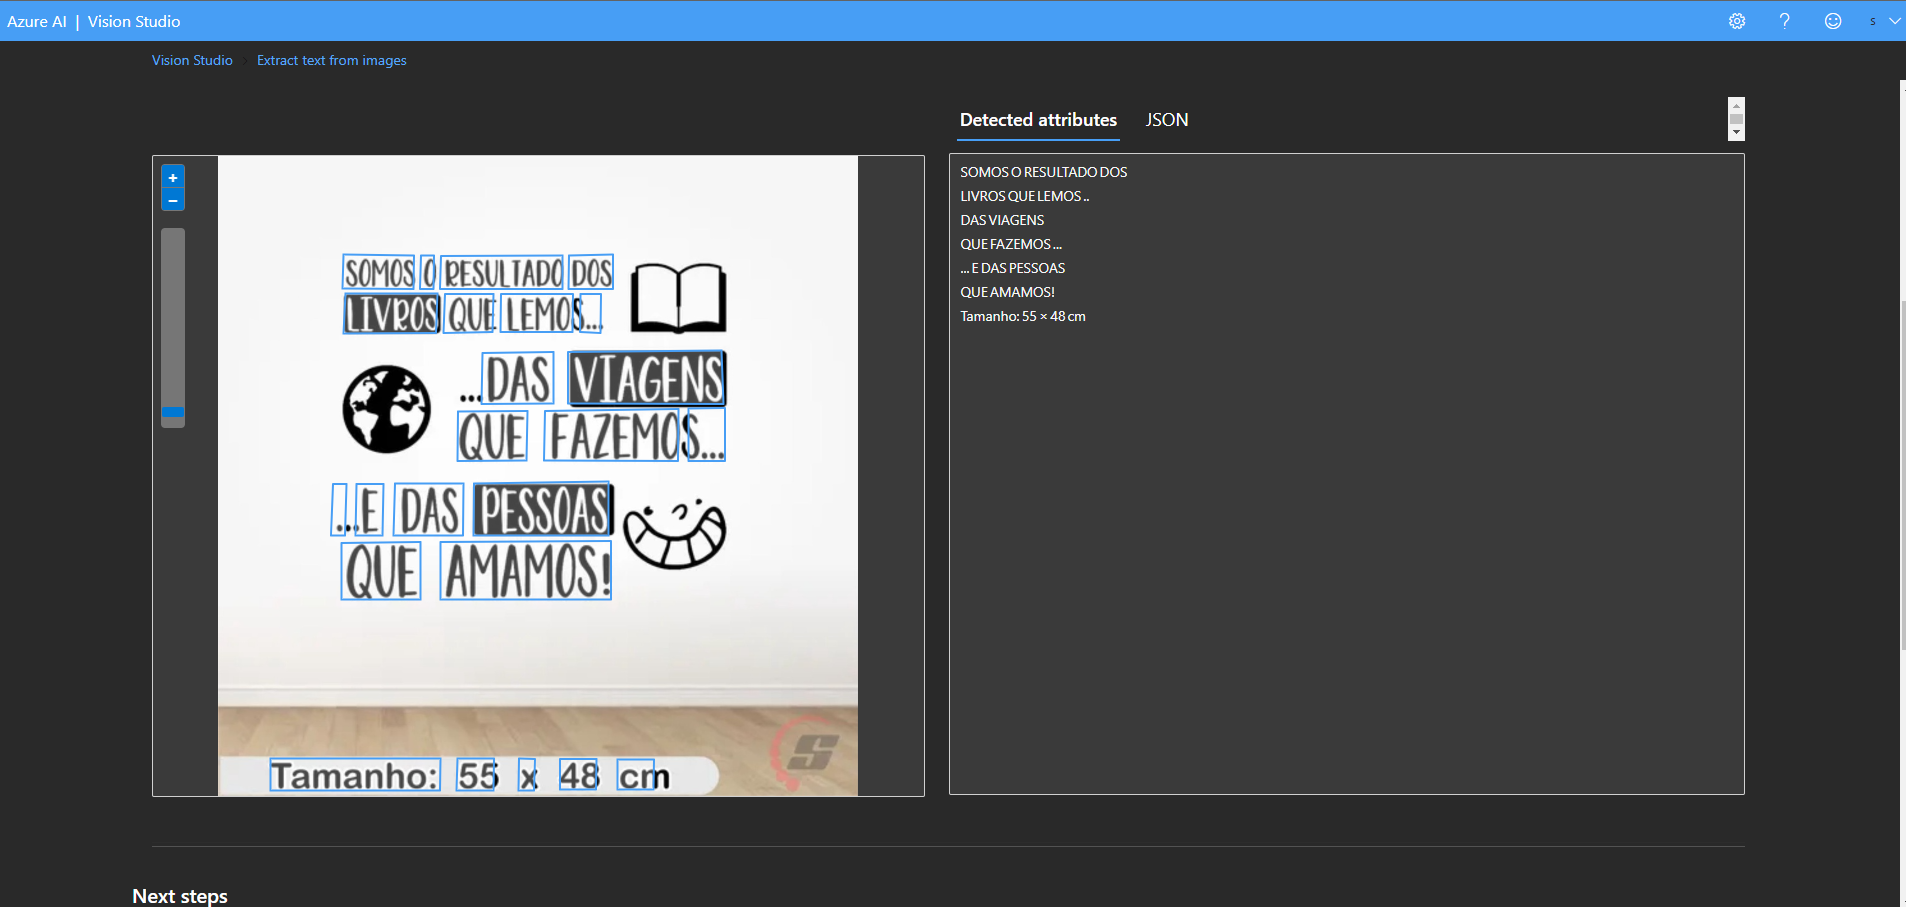 Azure AI | Vision Studio
s
Vision Studio > Extract text from images
Detected attributes JSON
+
−
SOMOS O RESULTADO DOS
LIVROS QUE LEMOS...
...DAS VIAGENS
QUE FAZEMOS...
...E DAS PESSOAS
QUE AMAMOS!
S
Tamanho: 55 x 48 cm
SOMOS O RESULTADO DOS
LIVROS QUE LEMOS ..
DAS VIAGENS
QUE FAZEMOS ...
... E DAS PESSOAS
QUE AMAMOS!
Tamanho: 55 × 48 cm
Next steps